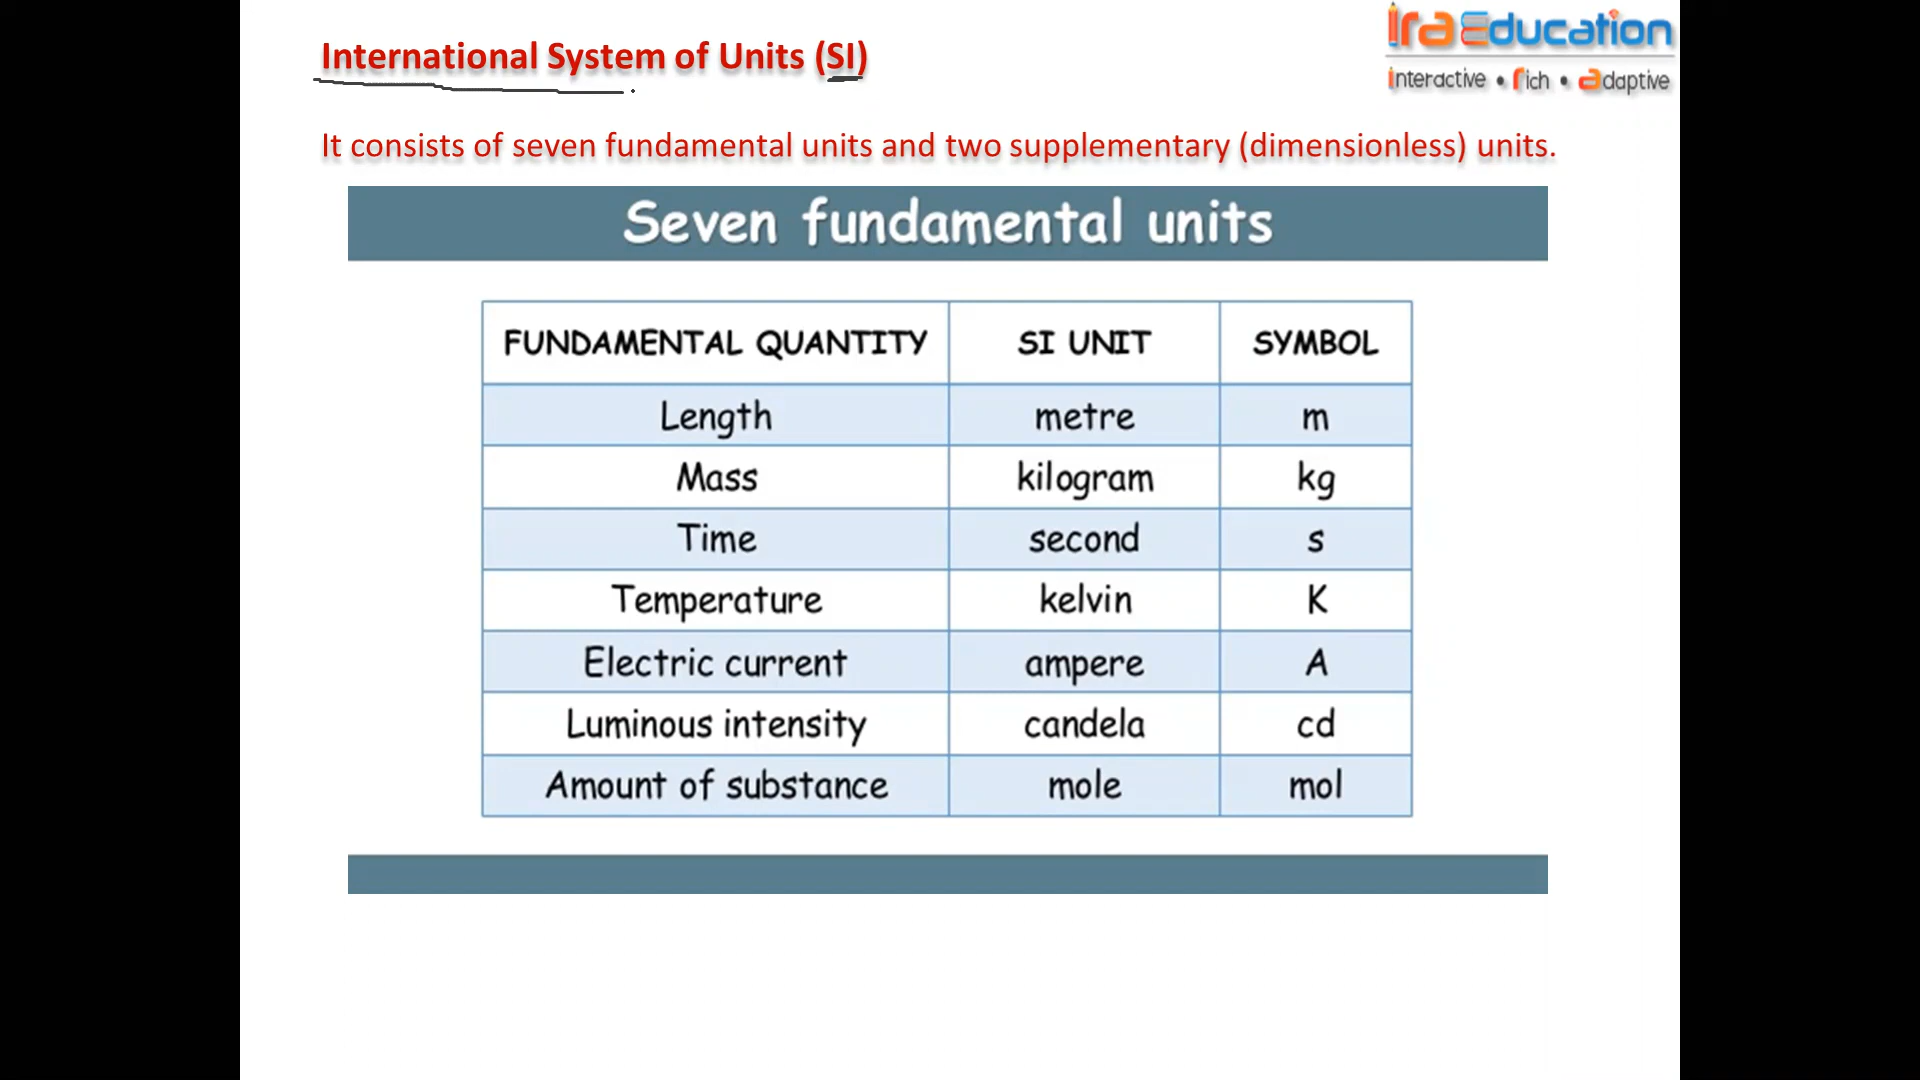 Ira Education
interactive • rich • adaptive
International System of Units (SI)
It consists of seven fundamental units and two supplementary (dimensionless) units.
Seven fundamental units
FUNDAMENTAL QUANTITY SI UNIT SYMBOL
Length metre m
Mass kilogram kg
Time second s
Temperature kelvin K
Electric current ampere A
Luminous intensity candela cd
Amount of substance mole mol